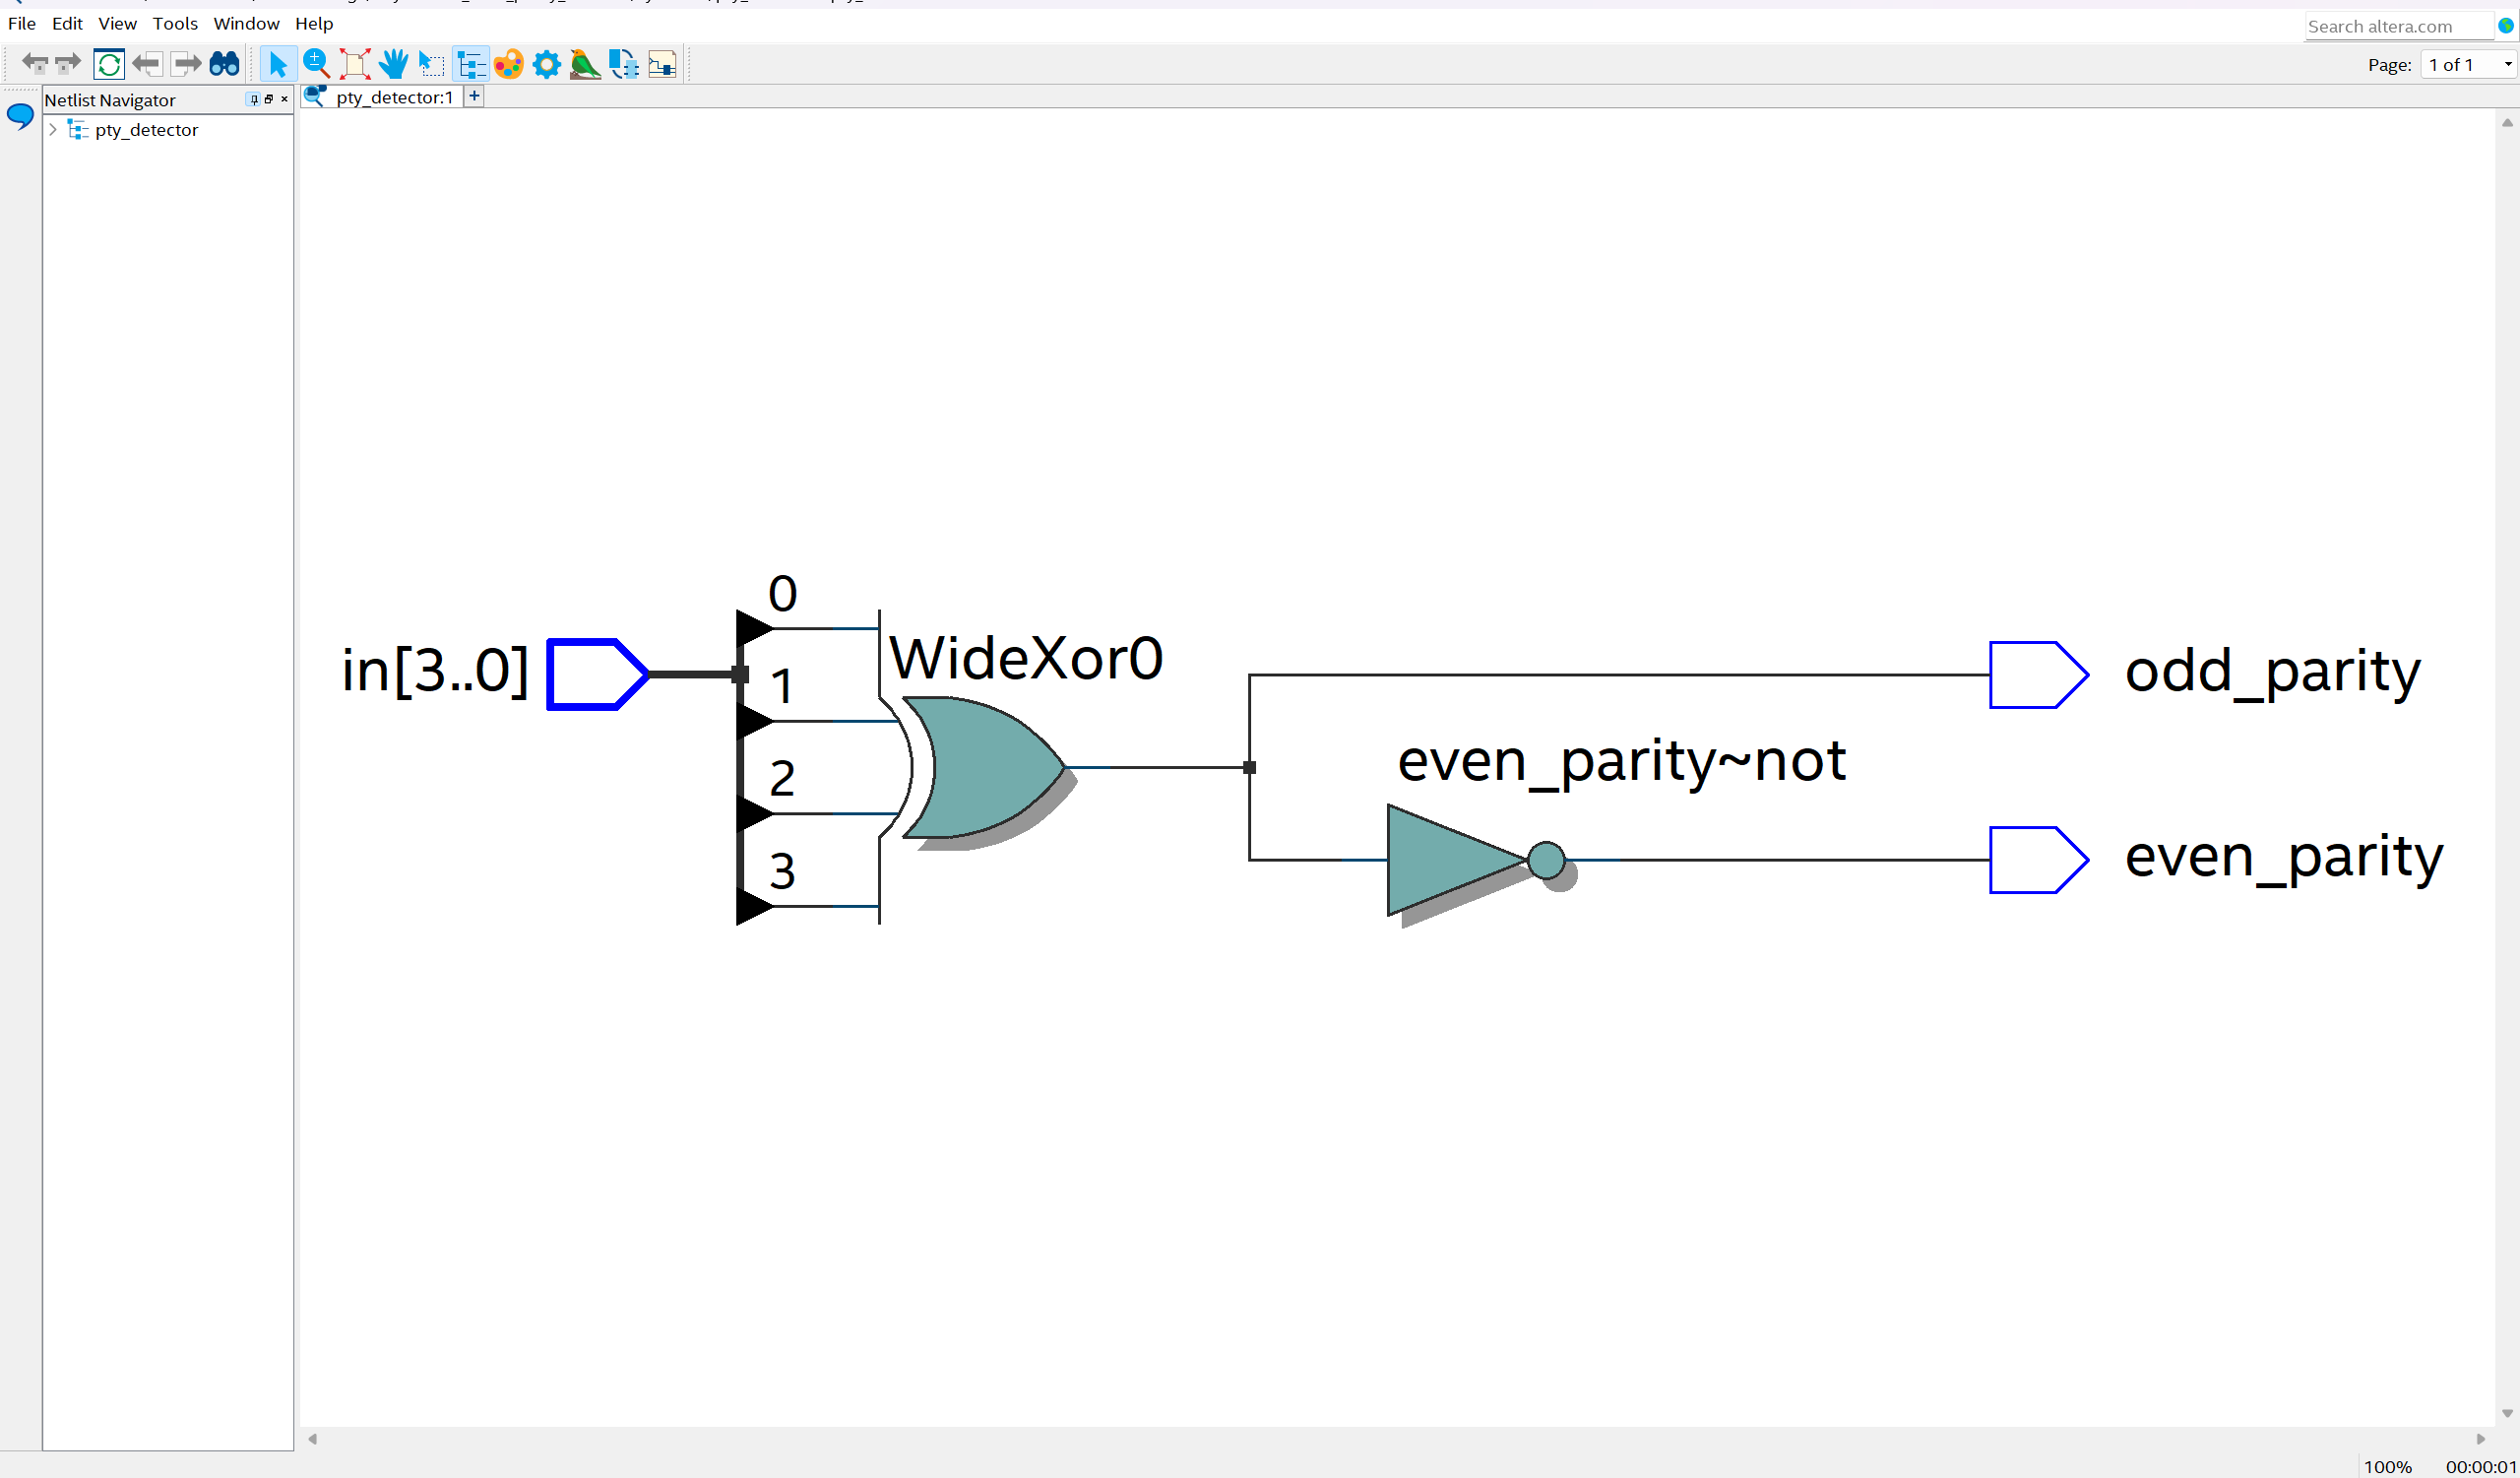 File Edit View Tools Window Help
Search altera.com
Page: 1 of 1
Netlist Navigator
pty_detector:1
pty_detector
0
in[3..0]
WideXor0
1
odd_parity
2
even_parity~not
3
even_parity
100% 00:00:01